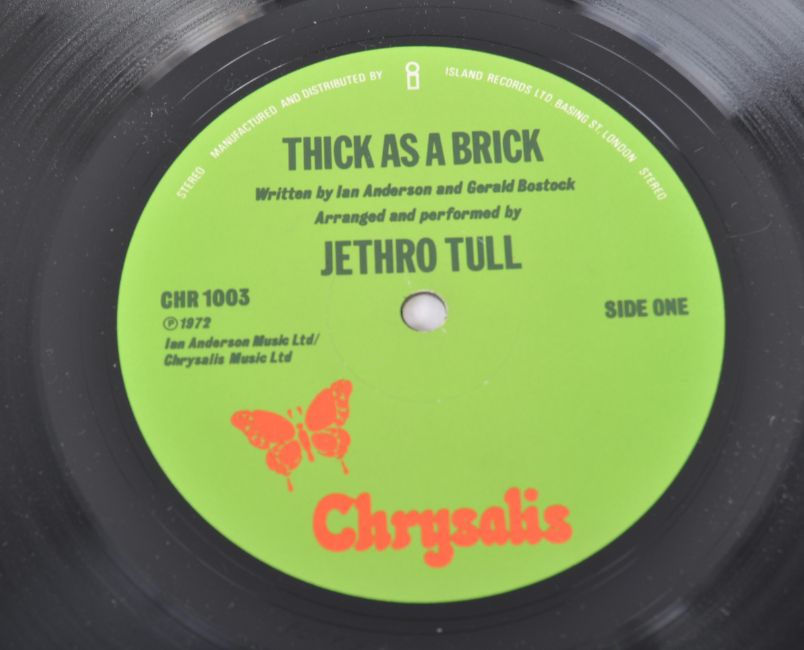 STEREO MANUFACTURED AND DISTRIBUTED BY i ISLAND RECORDS LTD. BASING ST, LONDON STEREO
THICK AS A BRICK
Written by Ian Anderson and Gerald Bostock
Arranged and performed by
JETHRO TULL
CHR 1003
SIDE ONE
Ⓟ1972
Ian Anderson Music Ltd/
Chrysalis Music Ltd
Chrysalis